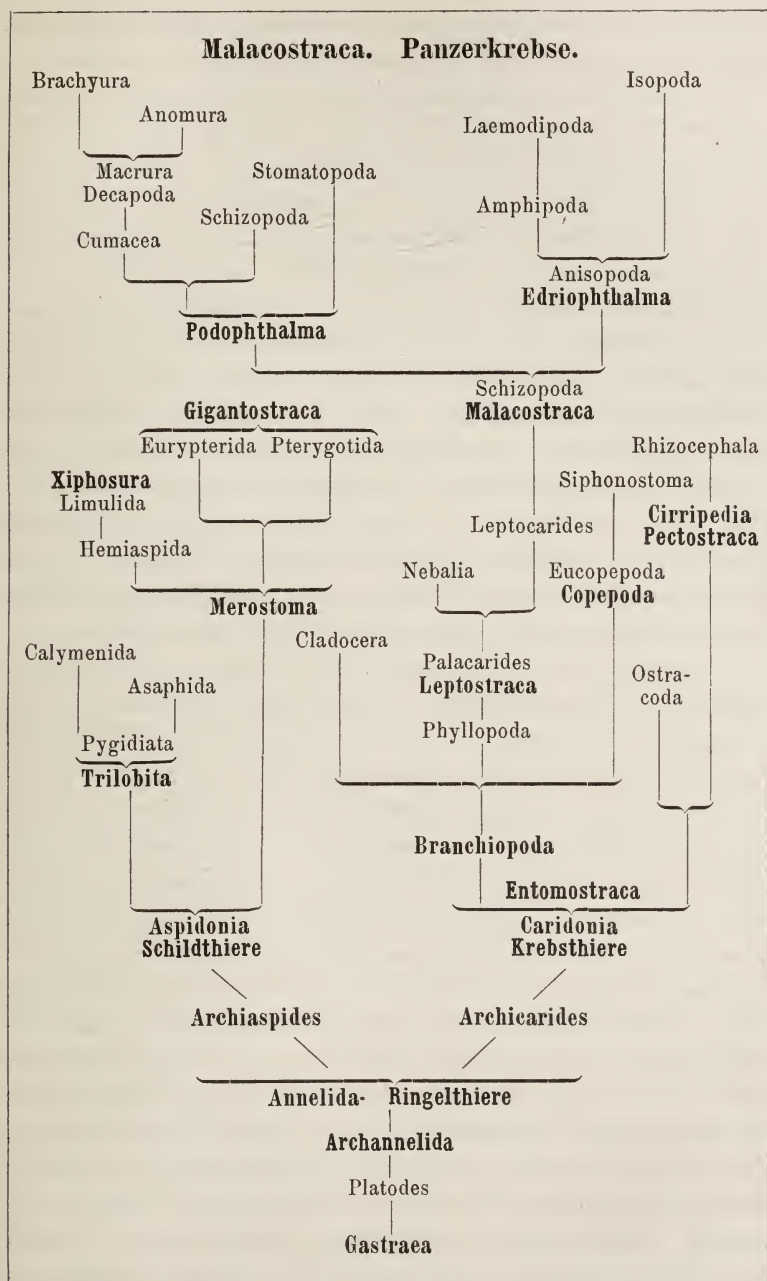 Malacostraca. Panzerkrebse.
Brachyura
Isopoda
Anomura
Laemodipoda
Macrura
Decapoda
Stomatopoda
Schizopoda
Amphipoda
Cumacea
Anisopoda
Edriophthalma
Podophthalma
Schizopoda
Malacostraca
Gigantostraca
Eurypterida Pterygotida
Rhizocephala
Xiphosura
Limulida
Siphonostoma
Cirripedia
Pectostraca
Leptocarides
Hemiaspida
Nebalia
Eucopepoda
Copepoda
Merostoma
Cladocera
Calymenida
Palacarides
Leptostraca
Ostra-
coda
Asaphida
Phyllopoda
Pygidiata
Trilobita
Branchiopoda
Entomostraca
Aspidonia
Schildthiere
Caridonia
Krebsthiere
Archiaspides
Archicarides
Annelida- Ringelthiere
Archannelida
Platodes
Gastraea